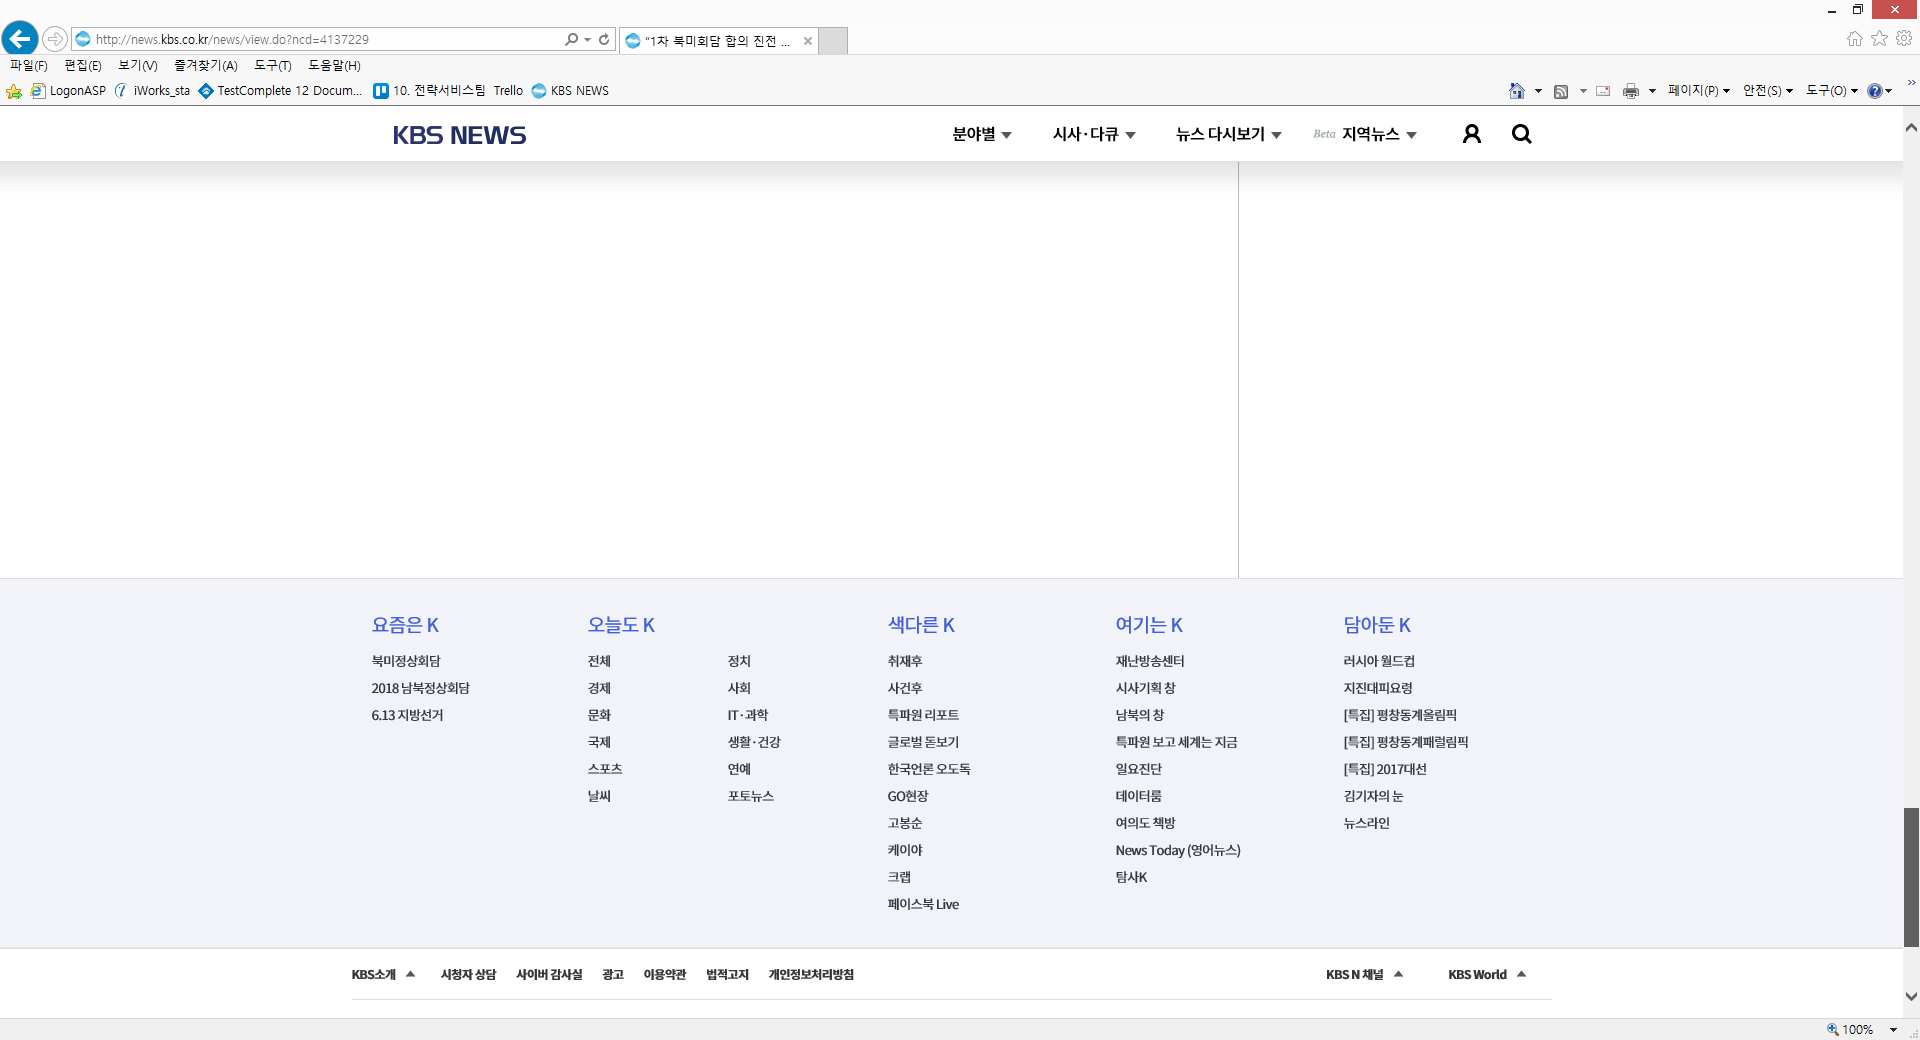 http://news.kbs.co.kr/news/view.do?ncd=4137229
"1차 북미회담 합의 진전 ...
파일(F) 편집(E) 보기(V) 즐겨찾기(A) 도구(T) 도움말(H)
LogonASP iWorks_sta TestComplete 12 Docum... 10. 전략서비스팀 Trello KBS NEWS
페이지(P) 안전(S) 도구(O)
KBS NEWS
분야별 시사·다큐 뉴스 다시보기 Beta 지역뉴스
요즘은 K
북미정상회담
2018 남북정상회담
6.13 지방선거
오늘도 K
전체 정치
경제 사회
문화 IT·과학
국제 생활·건강
스포츠 연예
날씨 포토뉴스
색다른 K
취재후
사건후
특파원 리포트
글로벌 돋보기
한국언론 오도독
GO현장
고봉순
케이야
크랩
페이스북 Live
여기는 K
재난방송센터
시사기획 창
남북의 창
특파원 보고 세계는 지금
일요진단
데이터룸
여의도 책방
News Today (영어뉴스)
탐사K
담아둔 K
러시아 월드컵
지진대피요령
[특집] 평창동계올림픽
[특집] 평창동계패럴림픽
[특집] 2017대선
김기자의 눈
뉴스라인
KBS소개 시청자 상담 사이버 감사실 광고 이용약관 법적고지 개인정보처리방침
KBS N 채널 KBS World
100%